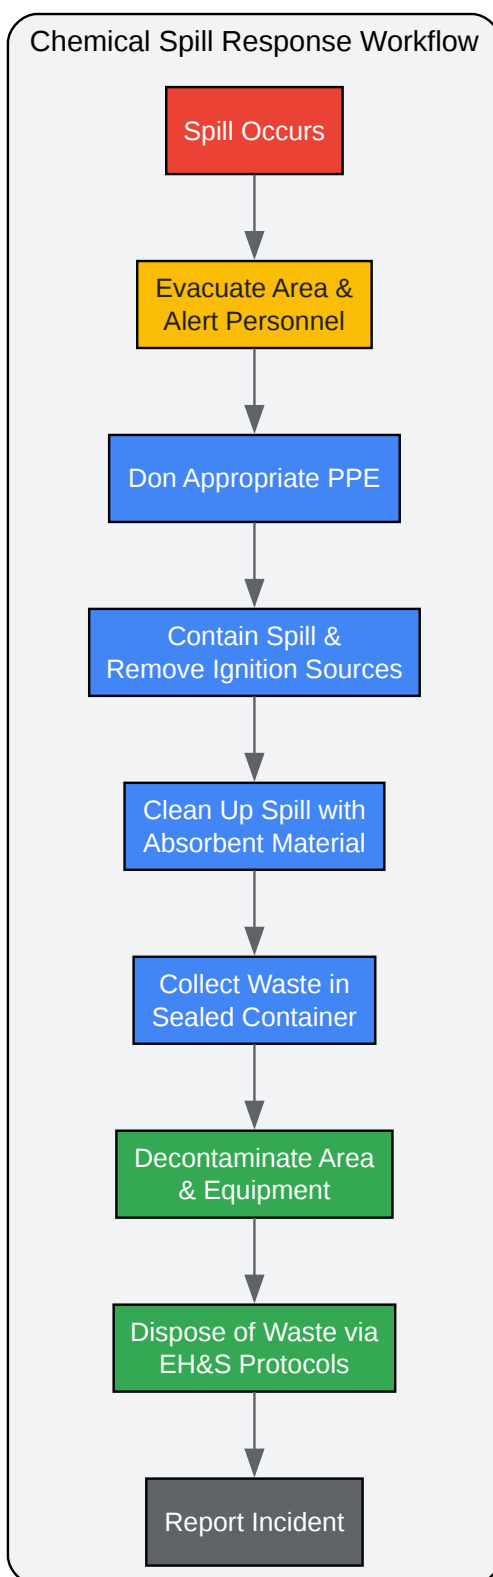 Chemical Spill Response Workflow
Spill Occurs
Evacuate Area &
Alert Personnel
Don Appropriate PPE
Contain Spill &
Remove Ignition Sources
Clean Up Spill with
Absorbent Material
Collect Waste in
Sealed Container
Decontaminate Area
& Equipment
Dispose of Waste via
EH&S Protocols
Report Incident